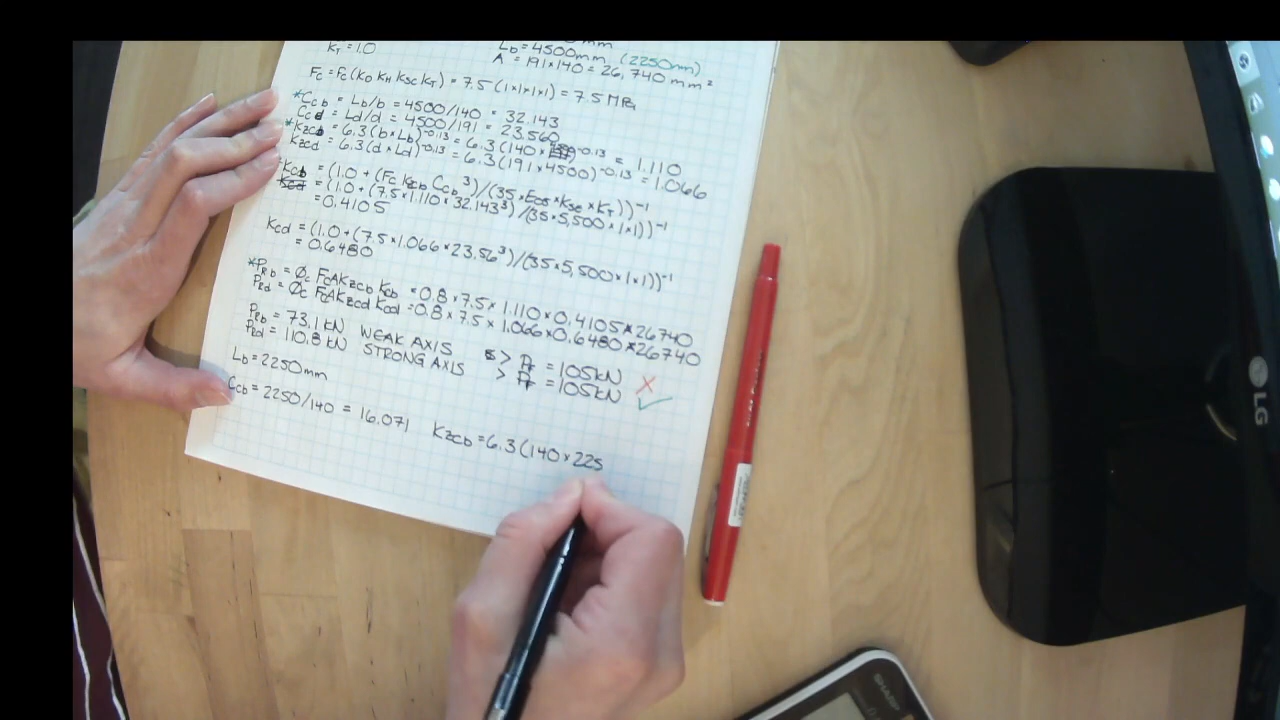 KT = 1.0
Lb = 4500mm (2250mm)
A = 191×140 = 26,740 mm²
Fc = fc (KD KH KSc KT) = 7.5 (1×1×1×1) = 7.5 MPa
*Ccb = Lb/b = 4500/140 = 32.143
Ccd = Ld/d = 4500/191 = 23.560
*Kzcb = 6.3(b×Lb)^-0.13 = 6.3(140× )^-0.13 = 1.110
Kzcd = 6.3(d×Ld)^-0.13 = 6.3(191×4500)^-0.13 = 1.066
*Kcb = (1.0 + (Fc Kzcb Ccb³)/(35×E05×KSE×KT))^-1
= (1.0 + (7.5×1.110×32.143³)/(35×5,500×1×1))^-1
= 0.4105
Kcd = (1.0+(7.5×1.066×23.56³)/(35×5,500×1×1))^-1
= 0.6480
*PRb = Øc FcAKzcb Kcb = 0.8×7.5×1.110×0.4105×26740
PRd = Øc FcAKzcd Kcd = 0.8×7.5×1.066×0.6480×26740
PRb = 73.1 kN WEAK AXIS > Pf = 105kN ✗
PRd = 110.8 kN STRONG AXIS > Pf = 105kN ✓
Lb = 2250mm
Ccb = 2250/140 = 16.071 Kzcb = 6.3(140×225
LG
SHARP